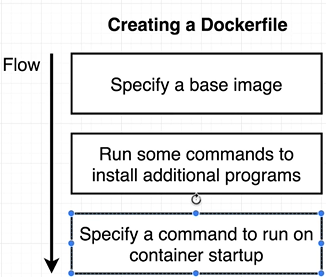 Creating a Dockerfile
Flow
Specify a base image
Run some commands to
install additional programs
Specify a command to run on
container startup